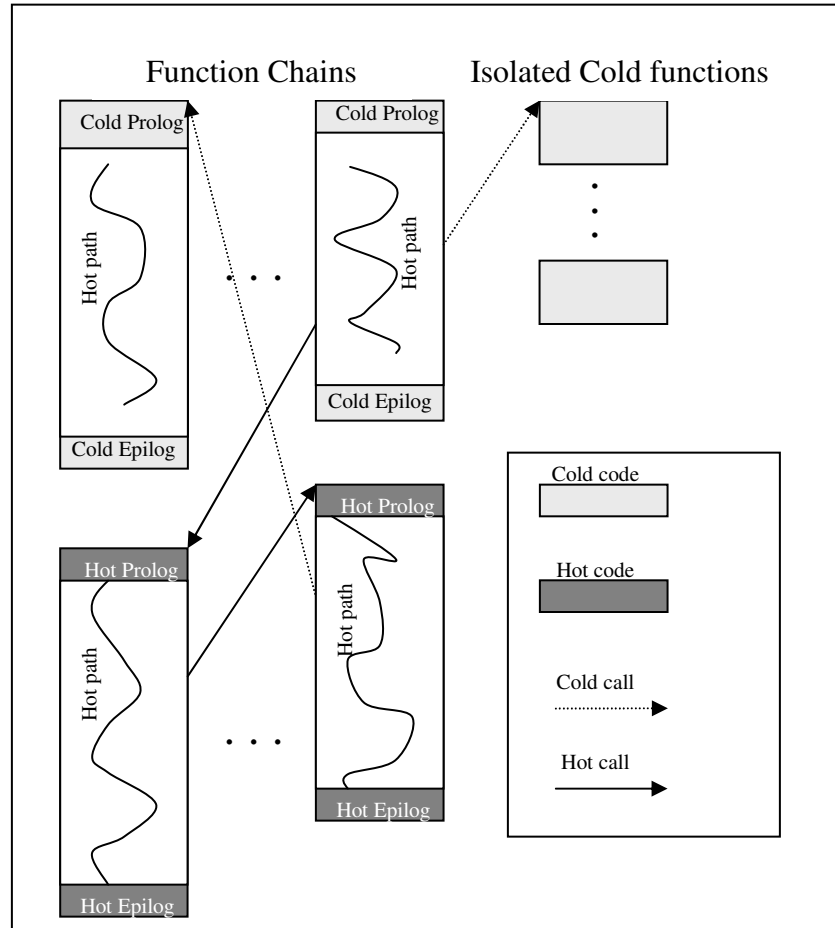 Function Chains
Isolated Cold functions
Cold Prolog
Hot path
Cold Epilog
Cold Prolog
Hot path
Cold Epilog
. . .
Hot Prolog
Hot path
Hot Epilog
Hot Prolog
Hot path
Hot Epilog
. . .
Cold code
Hot code
Cold call
Hot call